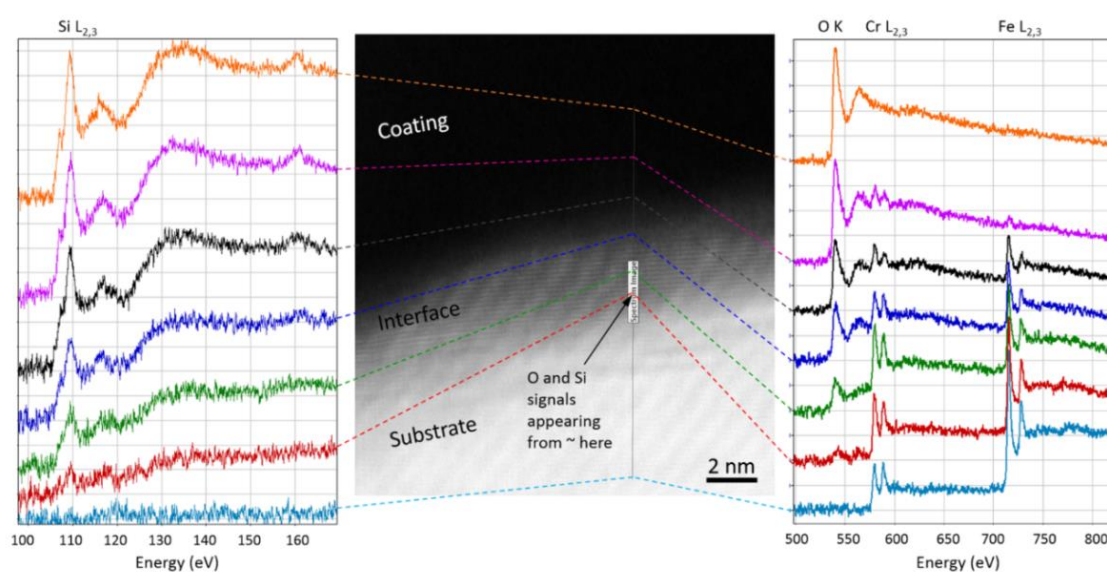 Si L2,3
O K Cr L2,3 Fe L2,3
Coating
Interface
Substrate
Spectrum Image
O and Si
signals
appearing
from ~ here
2 nm
100 110 120 130 140 150 160
Energy (eV)
500 550 600 650 700 750 800
Energy (eV)